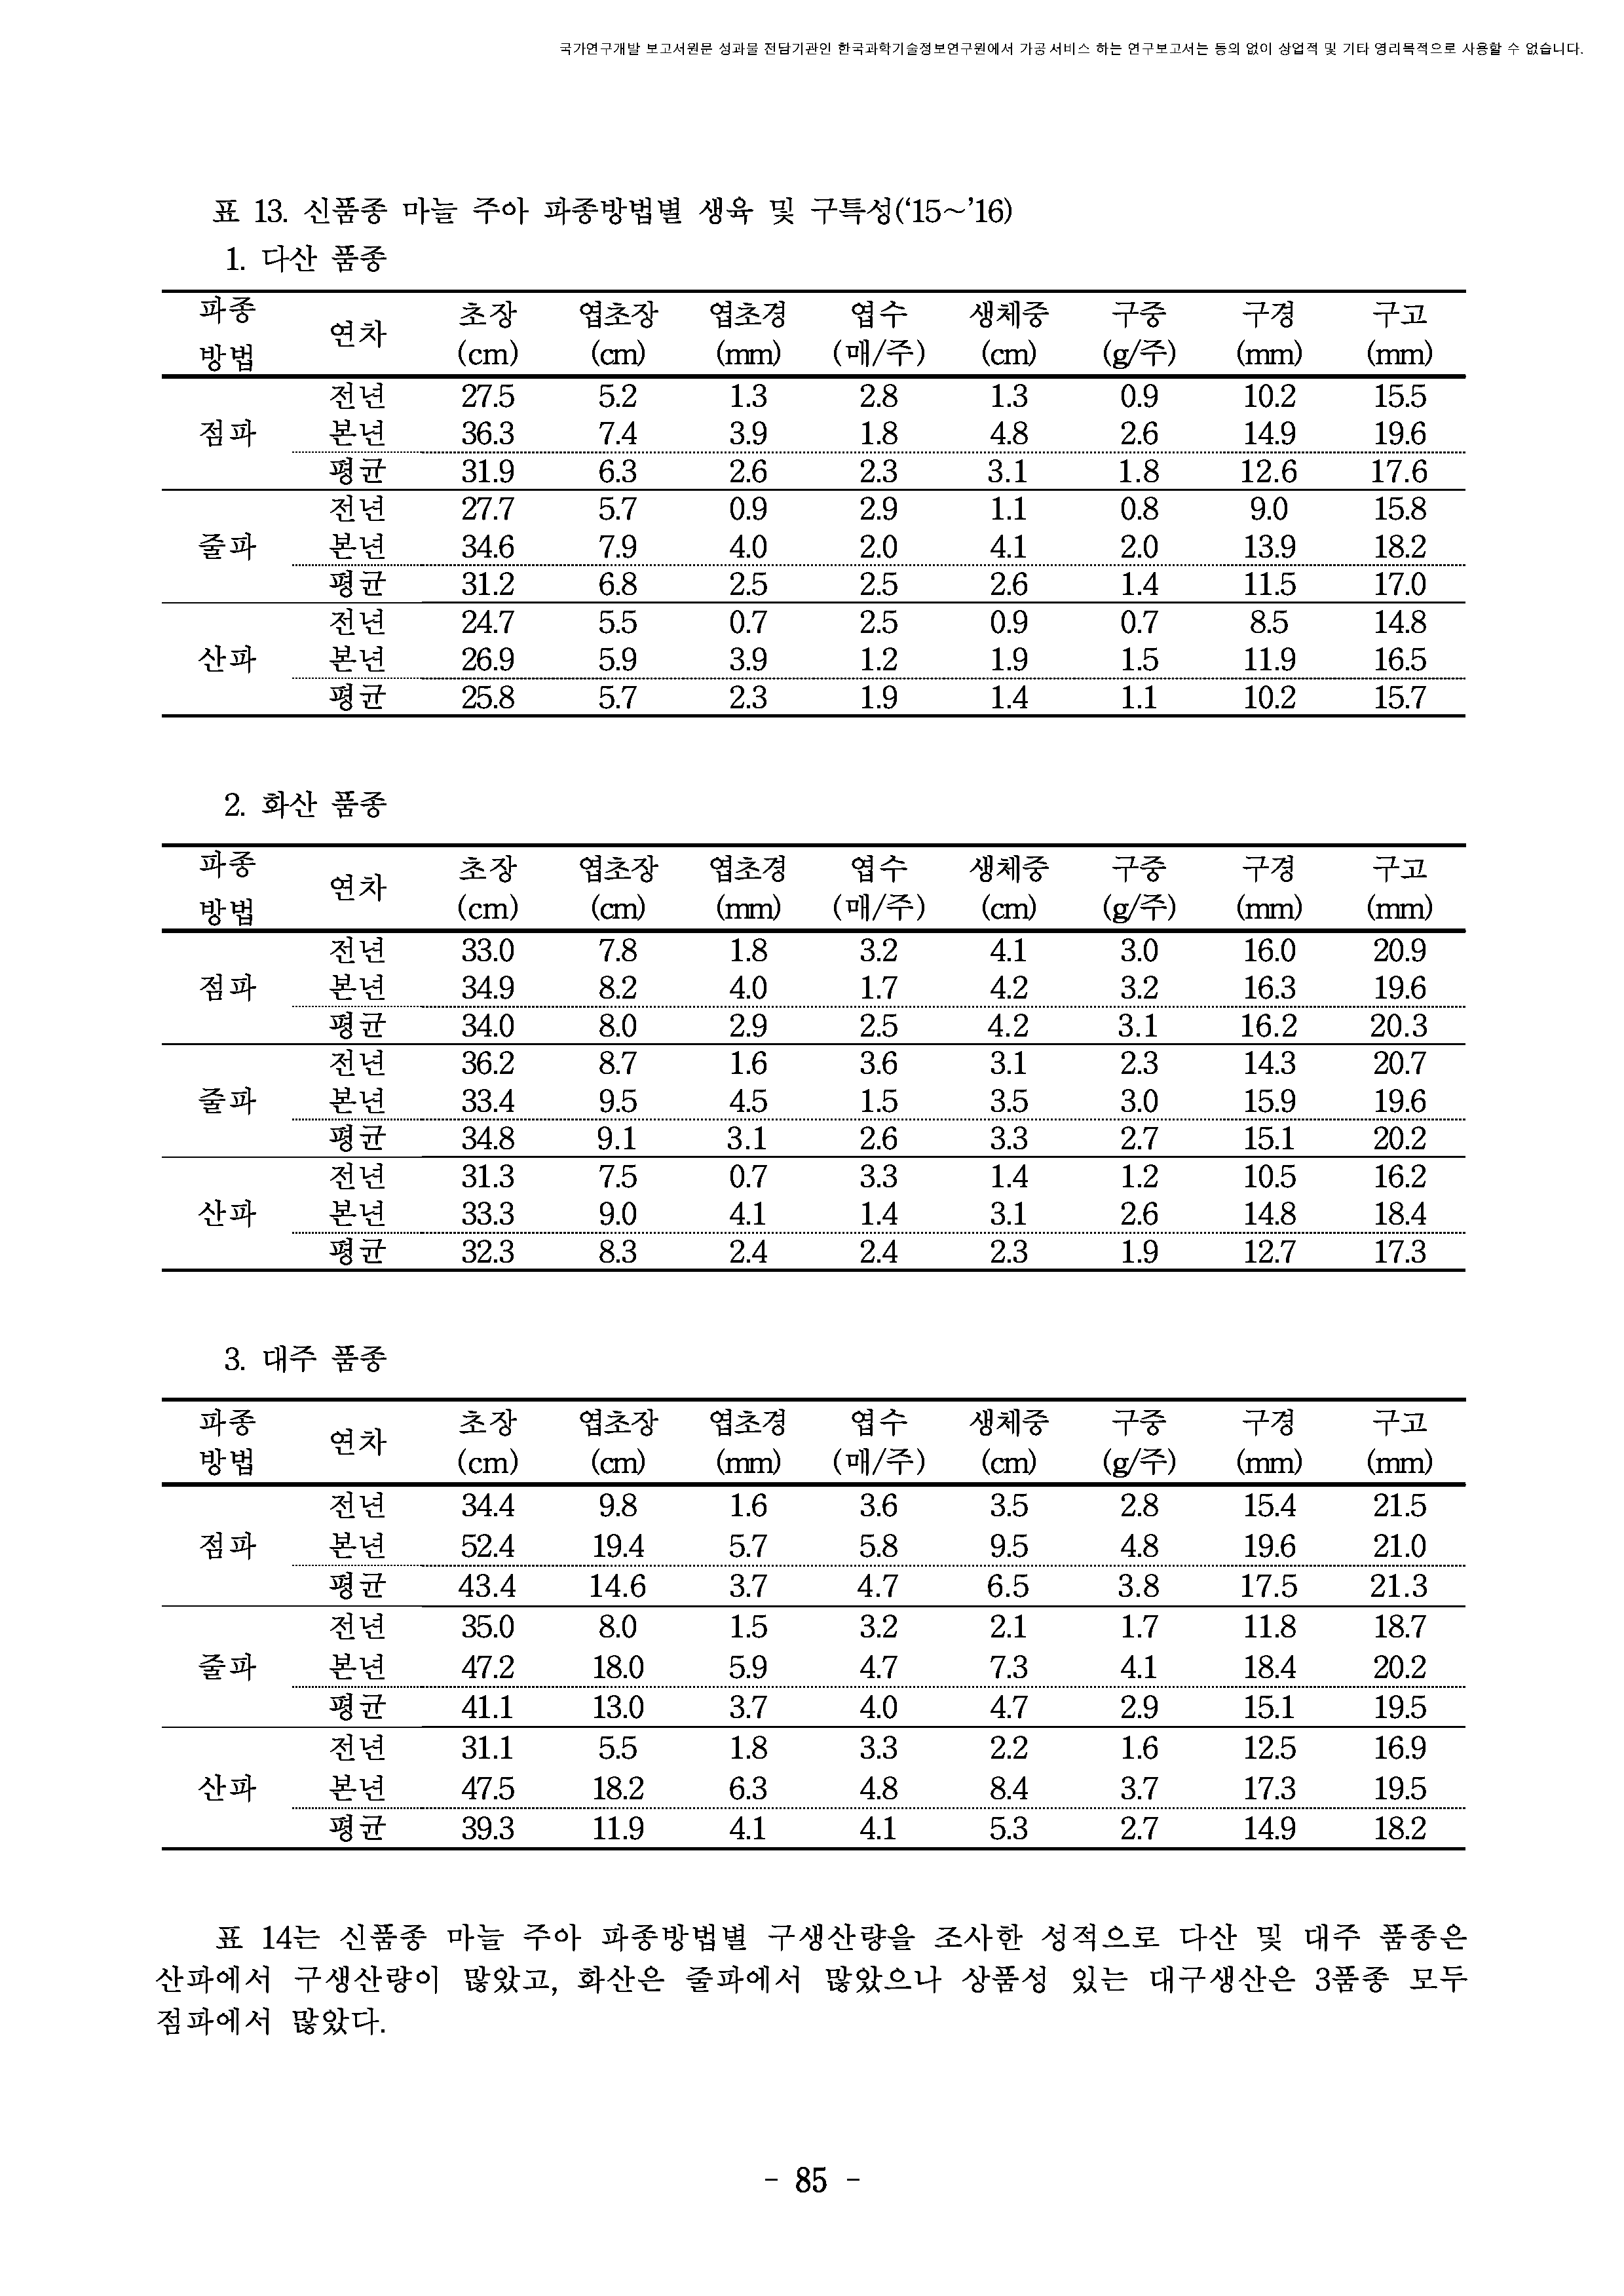 국가연구개발 보고서원문 성과물 전담기관인 한국과학기술정보연구원에서 가공·서비스 하는 연구보고서는 동의 없이 상업적 및 기타 영리목적으로 사용할 수 없습니다.
표 13. 신품종 마늘 주아 파종방법별 생육 및 구특성(‘15~’16)
1. 다산 품종
파종 방법 연차 초장 (cm) 엽초장 (cm) 엽초경 (mm) 엽수 (매/주) 생체중 (cm) 구중 (g/주) 구경 (mm) 구고 (mm)
점파 전년 27.5 5.2 1.3 2.8 1.3 0.9 10.2 15.5
본년 36.3 7.4 3.9 1.8 4.8 2.6 14.9 19.6
평균 31.9 6.3 2.6 2.3 3.1 1.8 12.6 17.6
줄파 전년 27.7 5.7 0.9 2.9 1.1 0.8 9.0 15.8
본년 34.6 7.9 4.0 2.0 4.1 2.0 13.9 18.2
평균 31.2 6.8 2.5 2.5 2.6 1.4 11.5 17.0
산파 전년 24.7 5.5 0.7 2.5 0.9 0.7 8.5 14.8
본년 26.9 5.9 3.9 1.2 1.9 1.5 11.9 16.5
평균 25.8 5.7 2.3 1.9 1.4 1.1 10.2 15.7
2. 화산 품종
파종 방법 연차 초장 (cm) 엽초장 (cm) 엽초경 (mm) 엽수 (매/주) 생체중 (cm) 구중 (g/주) 구경 (mm) 구고 (mm)
점파 전년 33.0 7.8 1.8 3.2 4.1 3.0 16.0 20.9
본년 34.9 8.2 4.0 1.7 4.2 3.2 16.3 19.6
평균 34.0 8.0 2.9 2.5 4.2 3.1 16.2 20.3
줄파 전년 36.2 8.7 1.6 3.6 3.1 2.3 14.3 20.7
본년 33.4 9.5 4.5 1.5 3.5 3.0 15.9 19.6
평균 34.8 9.1 3.1 2.6 3.3 2.7 15.1 20.2
산파 전년 31.3 7.5 0.7 3.3 1.4 1.2 10.5 16.2
본년 33.3 9.0 4.1 1.4 3.1 2.6 14.8 18.4
평균 32.3 8.3 2.4 2.4 2.3 1.9 12.7 17.3
3. 대주 품종
파종 방법 연차 초장 (cm) 엽초장 (cm) 엽초경 (mm) 엽수 (매/주) 생체중 (cm) 구중 (g/주) 구경 (mm) 구고 (mm)
점파 전년 34.4 9.8 1.6 3.6 3.5 2.8 15.4 21.5
본년 52.4 19.4 5.7 5.8 9.5 4.8 19.6 21.0
평균 43.4 14.6 3.7 4.7 6.5 3.8 17.5 21.3
줄파 전년 35.0 8.0 1.5 3.2 2.1 1.7 11.8 18.7
본년 47.2 18.0 5.9 4.7 7.3 4.1 18.4 20.2
평균 41.1 13.0 3.7 4.0 4.7 2.9 15.1 19.5
산파 전년 31.1 5.5 1.8 3.3 2.2 1.6 12.5 16.9
본년 47.5 18.2 6.3 4.8 8.4 3.7 17.3 19.5
평균 39.3 11.9 4.1 4.1 5.3 2.7 14.9 18.2
표 14는 신품종 마늘 주아 파종방법별 구생산량을 조사한 성적으로 다산 및 대주 품종은
산파에서 구생산량이 많았고, 화산은 줄파에서 많았으나 상품성 있는 대구생산은 3품종 모두
점파에서 많았다.
- 85 -